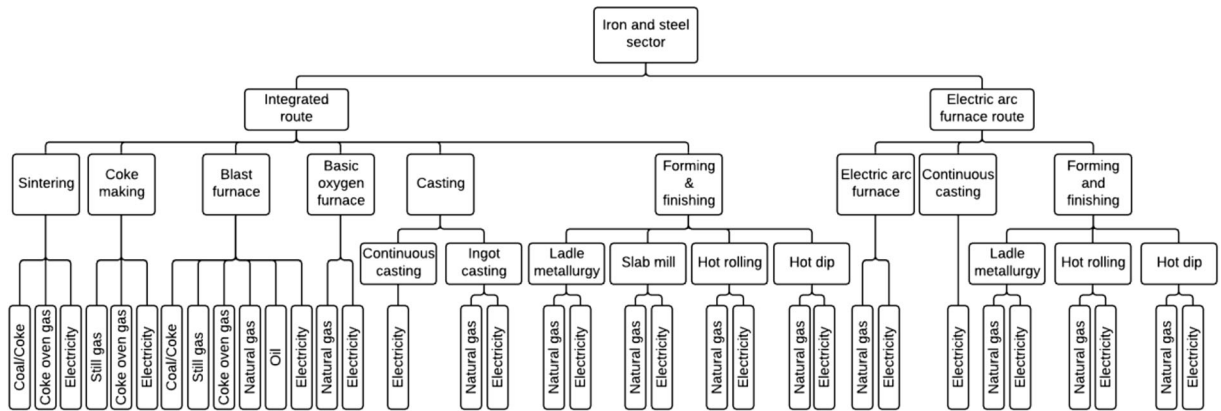 Iron and steel
sector
Integrated
route
Electric arc
furnace route
Sintering
Coke
making
Blast
furnace
Basic
oxygen
furnace
Casting
Forming
&
finishing
Electric arc
furnace
Continuous
casting
Forming
and
finishing
Continuous
casting
Ingot
casting
Ladle
metallurgy
Slab mill
Hot rolling
Hot dip
Ladle
metallurgy
Hot rolling
Hot dip
Coal/Coke
Coke oven gas
Electricity
Still gas
Coke oven gas
Electricity
Coal/Coke
Still gas
Coke oven gas
Natural gas
Oil
Electricity
Natural gas
Electricity
Electricity
Natural gas
Electricity
Natural gas
Electricity
Natural gas
Electricity
Natural gas
Electricity
Natural gas
Electricity
Natural gas
Electricity
Electricity
Natural gas
Electricity
Natural gas
Electricity
Natural gas
Electricity